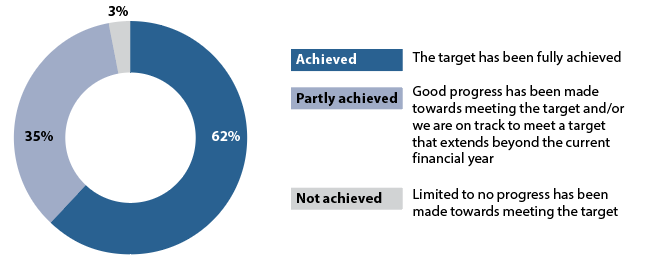 3%
35%
62%
Achieved
The target has been fully achieved
Partly achieved
Good progress has been made
towards meeting the target and/or
we are on track to meet a target
that extends beyond the current
financial year
Not achieved
Limited to no progress has been
made towards meeting the target